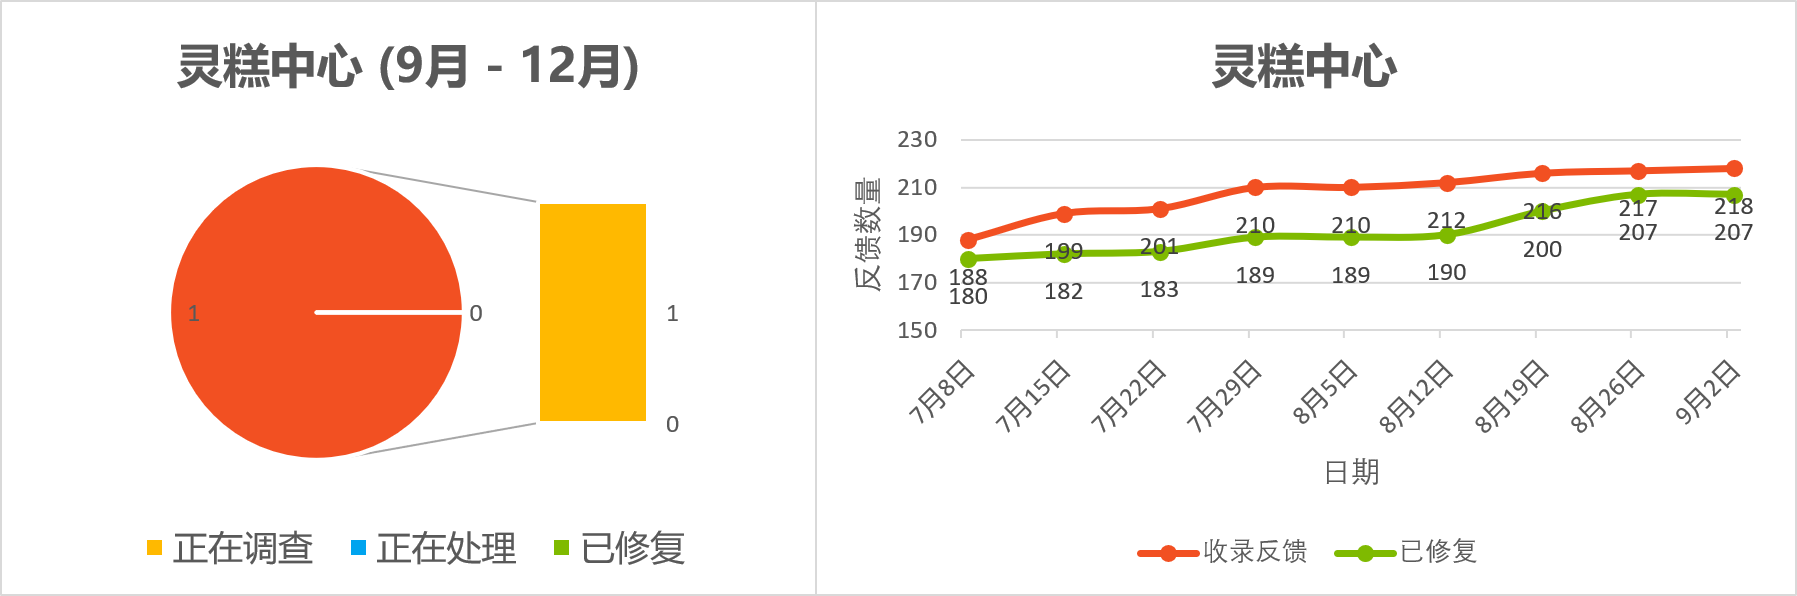 灵糕中心 (9月 - 12月)
1
0
1
0
正在调查
正在处理
已修复
灵糕中心
反馈数量
230
210
190
170
150
188
199
201
210
210
212
216
217
218
180
182
183
189
189
190
200
207
207
7月8日
7月15日
7月22日
7月29日
8月5日
8月12日
8月19日
8月26日
9月2日
日期
收录反馈
已修复